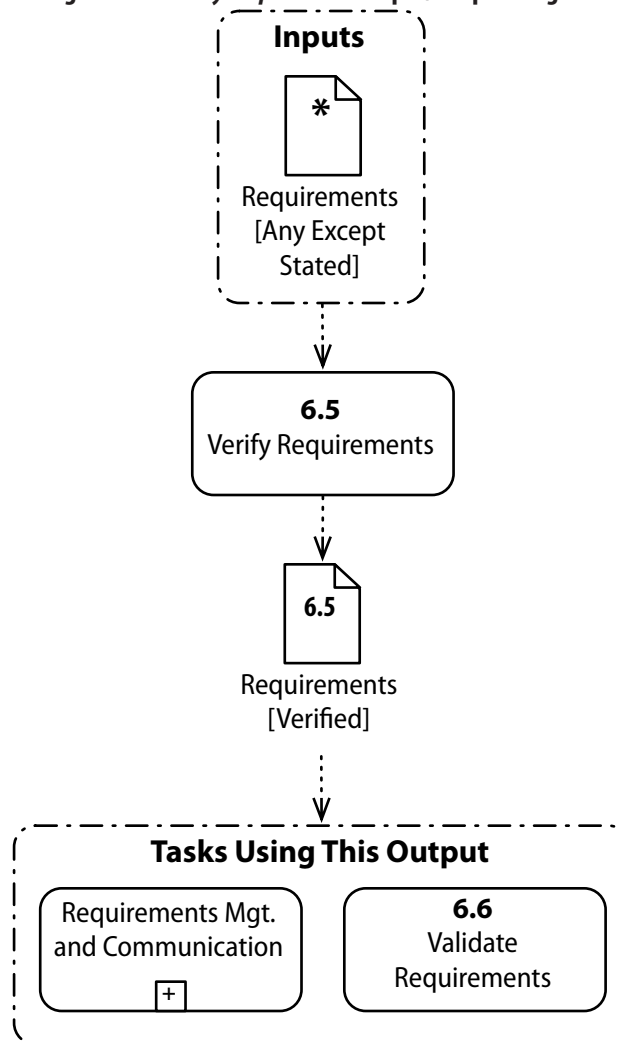 Inputs
*
Requirements
[Any Except
Stated]
6.5
Verify Requirements
6.5
Requirements
[Verified]
Tasks Using This Output
Requirements Mgt.
and Communication
+
6.6
Validate
Requirements